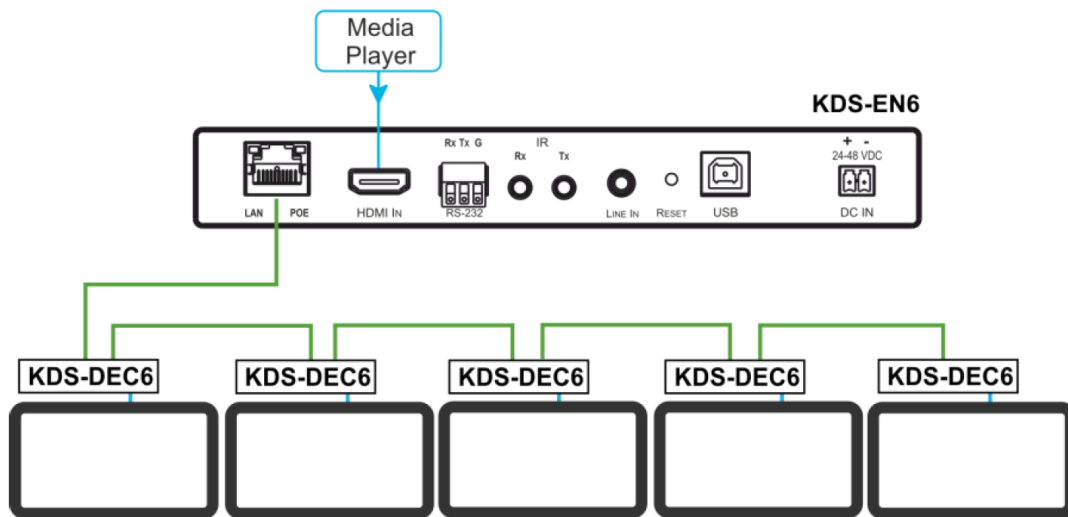 Media
Player
KDS-EN6
Rx Tx G
IR
Rx
Tx
+ -
24-48 VDC
LAN
POE
HDMI IN
RS-232
LINE IN
RESET
USB
DC IN
KDS-DEC6
KDS-DEC6
KDS-DEC6
KDS-DEC6
KDS-DEC6